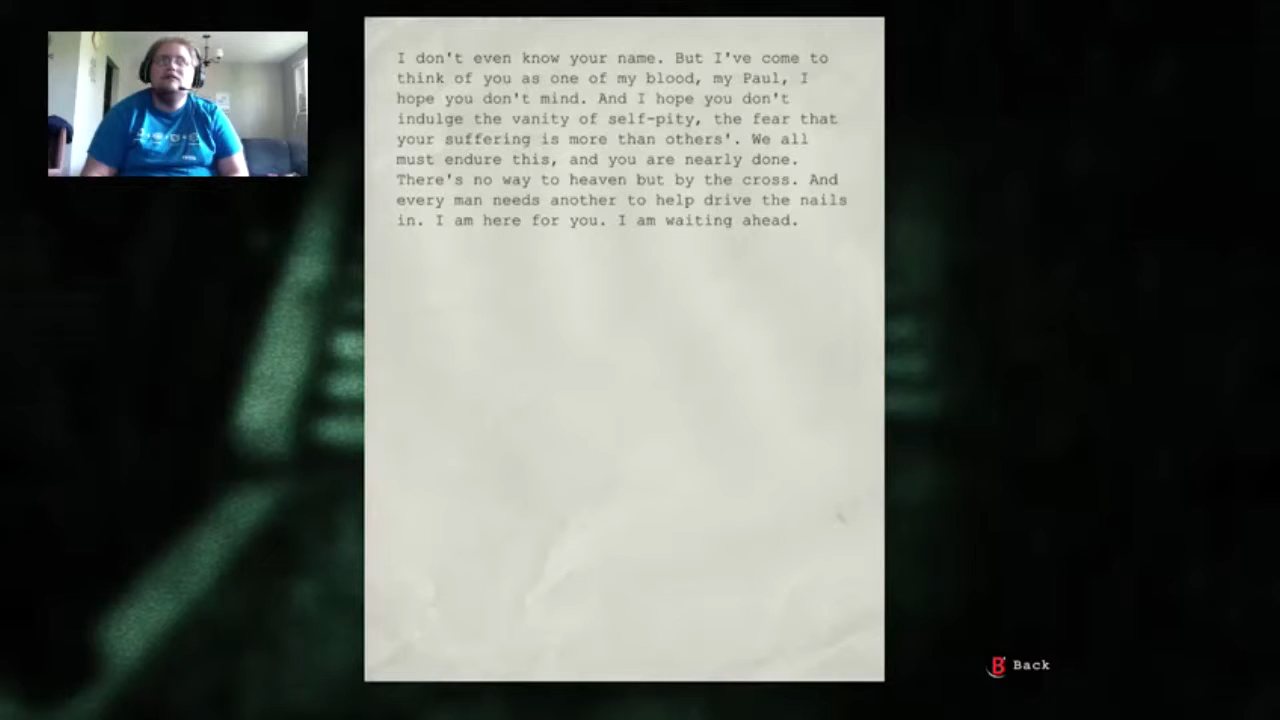 I don't even know your name. But I've come to
think of you as one of my blood, my Paul, I
hope you don't mind. And I hope you don't
indulge the vanity of self-pity, the fear that
your suffering is more than others'. We all
must endure this, and you are nearly done.
There's no way to heaven but by the cross. And
every man needs another to help drive the nails
in. I am here for you. I am waiting ahead.
B Back